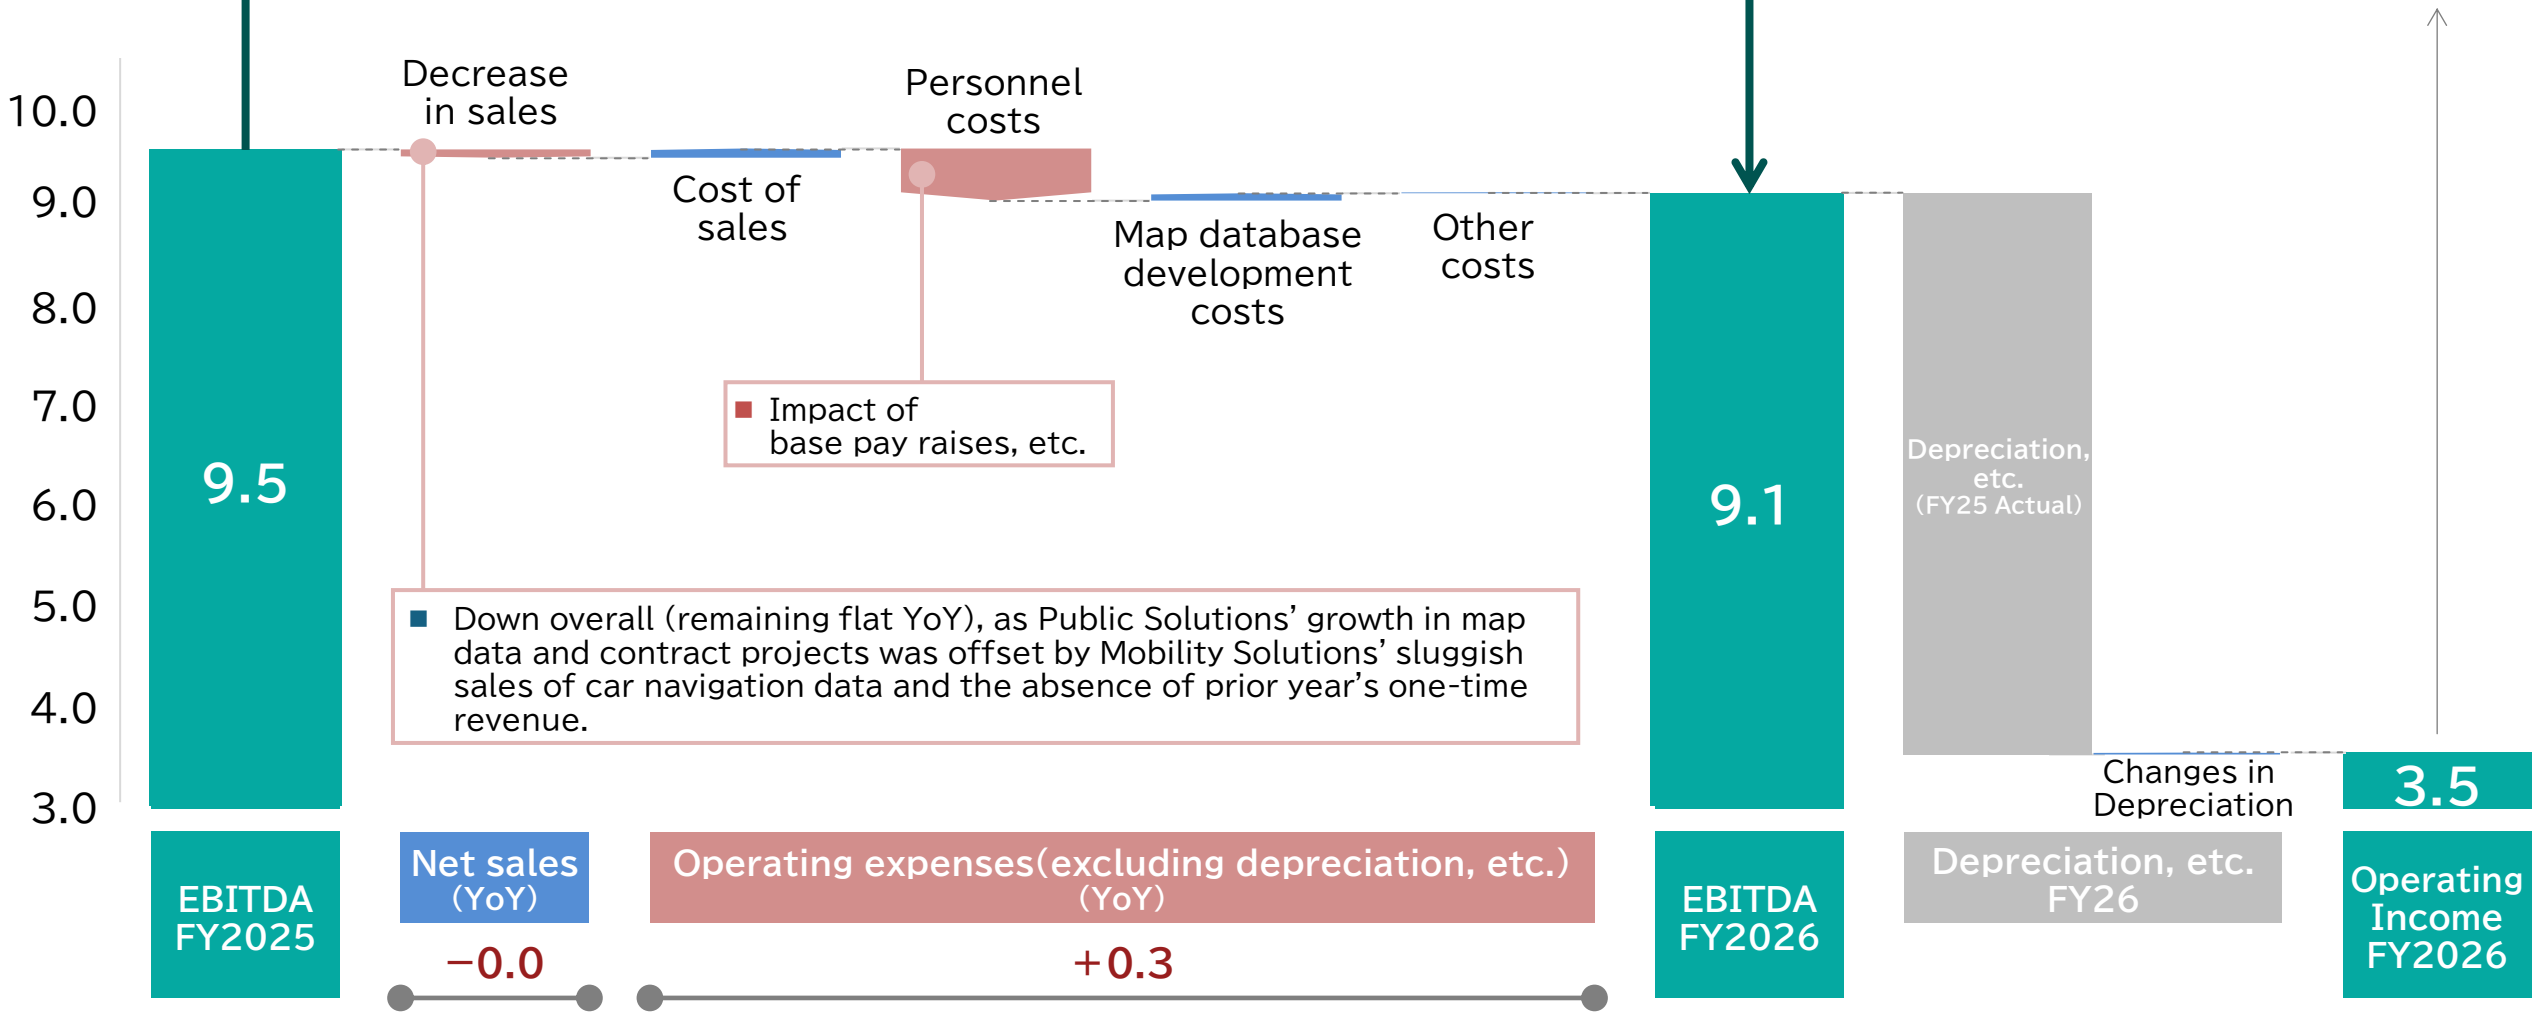 10.0
9.0
8.0
7.0
6.0
5.0
4.0
3.0
Decrease
in sales
Cost of
sales
Personnel
costs
Map database
development
costs
Other
costs
9.5
■ Impact of
base pay raises, etc.
■ Down overall (remaining flat YoY), as Public Solutions’ growth in map
data and contract projects was offset by Mobility Solutions’ sluggish
sales of car navigation data and the absence of prior year’s one-time
revenue.
9.1
Depreciation,
etc.
(FY25 Actual)
Changes in
Depreciation
3.5
EBITDA
FY2025
Net sales
(YoY)
−0.0
Operating expenses(excluding depreciation, etc.)
(YoY)
+0.3
EBITDA
FY2026
Depreciation, etc.
FY26
Operating
Income
FY2026